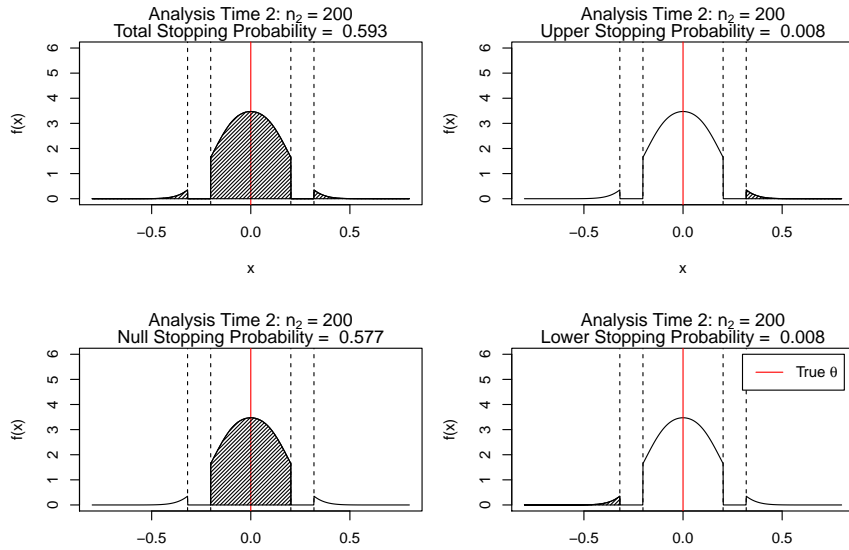 Analysis Time 2: n₂ = 200
Total Stopping Probability = 0.593
f(x)
6
5
4
3
2
1
0
−0.5 0.0 0.5
x
Analysis Time 2: n₂ = 200
Upper Stopping Probability = 0.008
f(x)
6
5
4
3
2
1
0
−0.5 0.0 0.5
x
Analysis Time 2: n₂ = 200
Null Stopping Probability = 0.577
f(x)
6
5
4
3
2
1
0
−0.5 0.0 0.5
Analysis Time 2: n₂ = 200
Lower Stopping Probability = 0.008
True θ
f(x)
6
5
4
3
2
1
0
−0.5 0.0 0.5